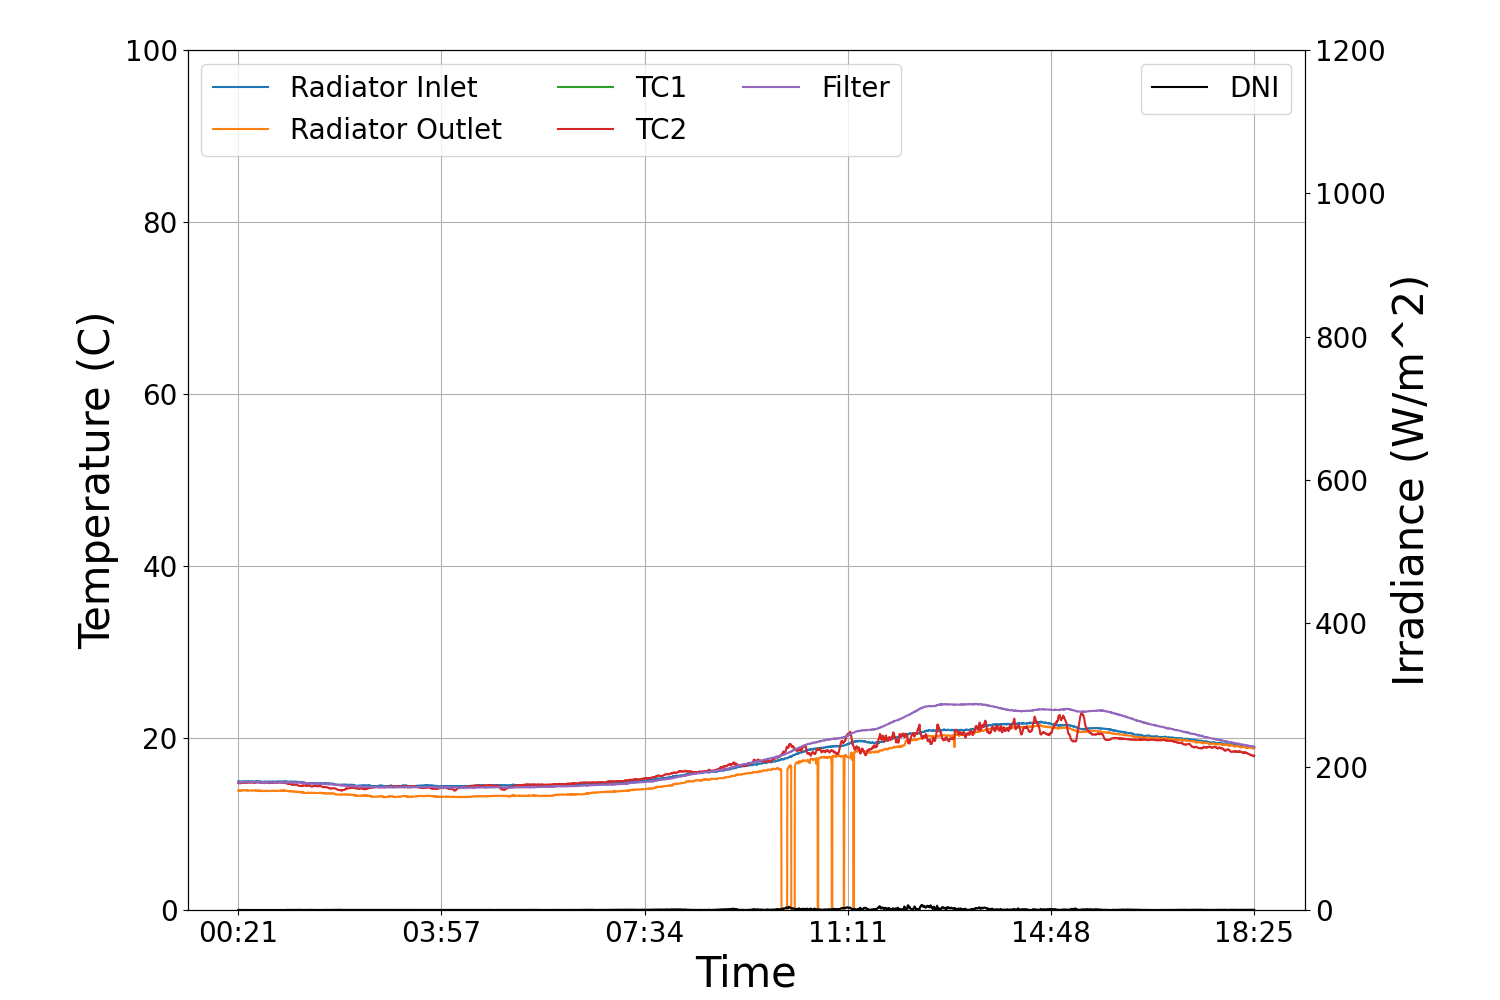 100
80
60
40
20
0
Temperature (C)
Radiator Inlet
Radiator Outlet
TC1
TC2
Filter
DNI
1200
1000
800
600
400
200
0
Irradiance (W/m^2)
00:21 03:57 07:34 11:11 14:48 18:25
Time